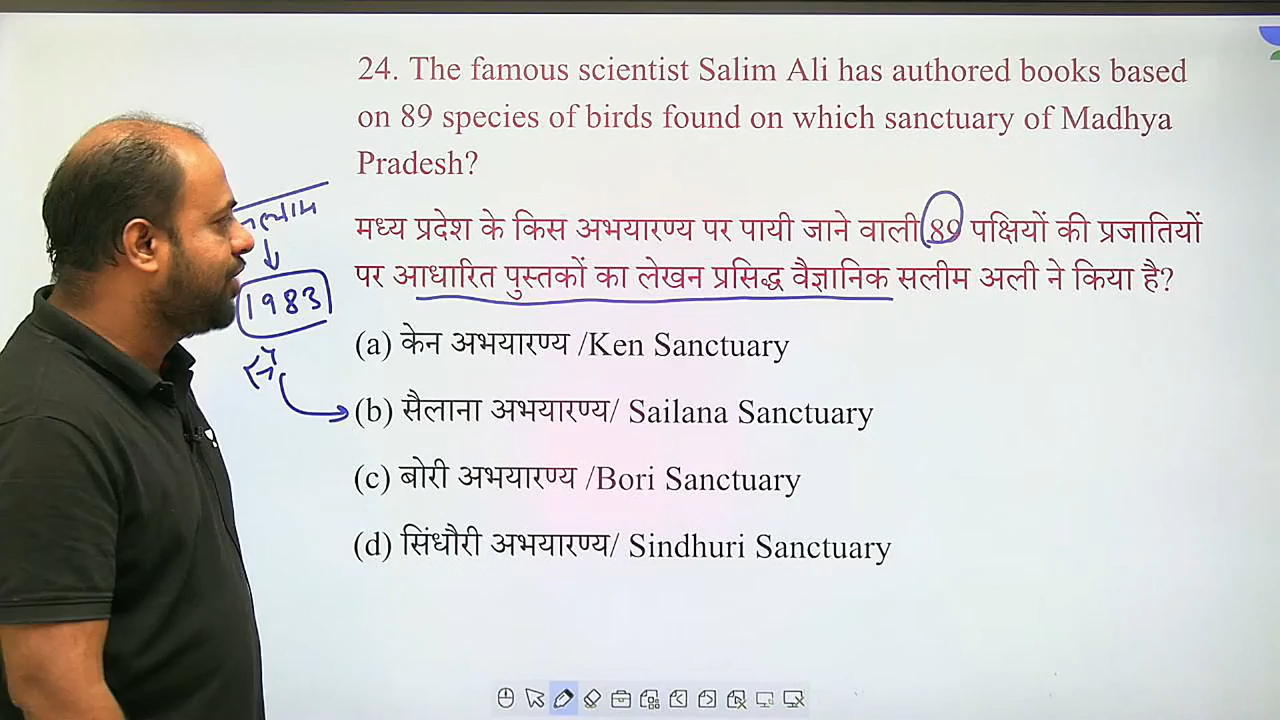 24. The famous scientist Salim Ali has authored books based
on 89 species of birds found on which sanctuary of Madhya
Pradesh?
मध्य प्रदेश के किस अभयारण्य पर पायी जाने वाली 89 पक्षियों की प्रजातियों
पर आधारित पुस्तकों का लेखन प्रसिद्ध वैज्ञानिक सलीम अली ने किया है?
1983
(a) केन अभयारण्य /Ken Sanctuary
(b) सैलाना अभयारण्य/ Sailana Sanctuary
(c) बोरी अभयारण्य /Bori Sanctuary
(d) सिंधौरी अभयारण्य/ Sindhuri Sanctuary